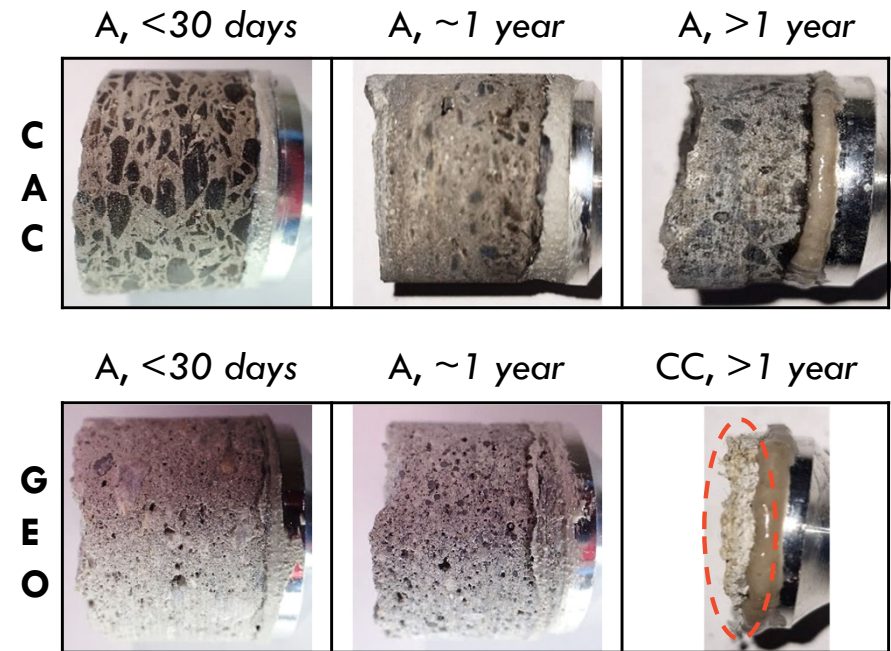 A, <30 days A, ~1 year A, >1 year
C
A
C
A, <30 days A, ~1 year CC, >1 year
G
E
O